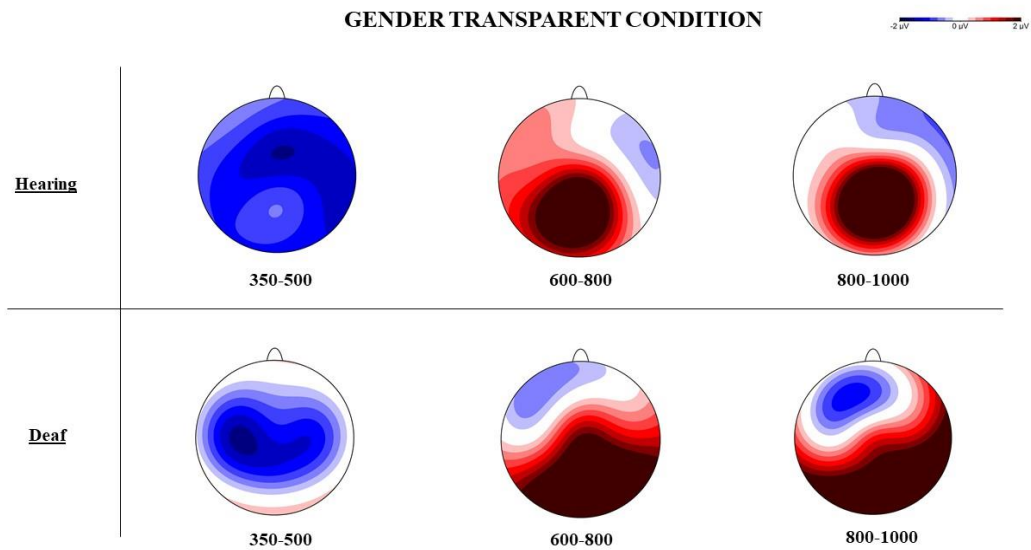 GENDER TRANSPARENT CONDITION
-2 µV 0 µV 2 µV
Hearing
350-500 600-800 800-1000
Deaf
350-500 600-800 800-1000